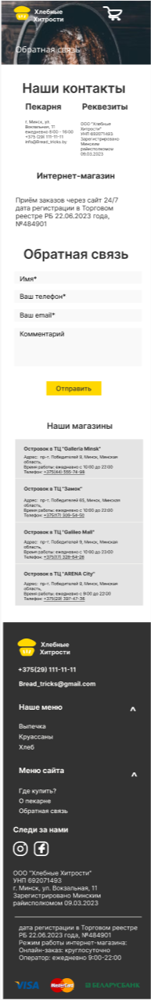 Хлебные
Хитрости
Обратная связь
Наши контакты
Пекарня
г. Минск, ул.
Вокзальная, 11
ежедневно 8:00 - 16:00
+375 (29) 111-11-11
info@Bread_tricks.by
Реквизиты
ООО "Хлебные
Хитрости"
УНП 692071493
Зарегистрировано
Минским
райисполкомом
09.03.2023
Интернет-магазин
Приём заказов через сайт 24/7
дата регистрации в Торговом
реестре РБ 22.06.2023 года,
№484901
Обратная связь
Имя*
Ваш телефон*
Ваш email*
Комментарий
Отправить
Наши магазины
Островок в ТЦ "Galleria Minsk"
Адрес: пр-т. Победителей 9, Минск, Минская
область,
Время работы: ежедневно с 10:00 до 22:00
Телефон: +375(44) 555-74-98
Островок в ТЦ "Замок"
Адрес: пр-т. Победителей 65, Минск, Минская
область,
Время работы: ежедневно с 10:00 до 22:00
Телефон: +375(17) 309-54-50
Островок в ТЦ "Galileo Mall"
Адрес: пр-т. Победителей 9, Минск, Минская
область,
Время работы: ежедневно с 10:00 до 23:00
Телефон: +375(17) 328-64-26
Островок в ТЦ "ARENA City"
Адрес: пр-т. Победителей 9, Минск, Минская
область,
Время работы: ежедневно с 9:00 до 22:00
Телефон: +375(29) 397-47-36
Хлебные
Хитрости
+375(29) 111-11-11
Bread_tricks@gmail.com
Наше меню
Выпечка
Круассаны
Хлеб
Меню сайта
Где купить?
О пекарне
Обратная связь
Следи за нами
ООО "Хлебные Хитрости"
УНП 692071493
г. Минск, ул. Вокзальная, 11
Зарегистрировано Минским
райисполкомом 09.03.2023
дата регистрации в Торговом реестре
РБ 22.06.2023 года, №484901
Режим работы интернет-магазина:
Онлайн-заказ: круглосуточно
Оператор: ежедневно 9:00-22:00
VISA
MasterCard
БЕЛАРУСБАНК